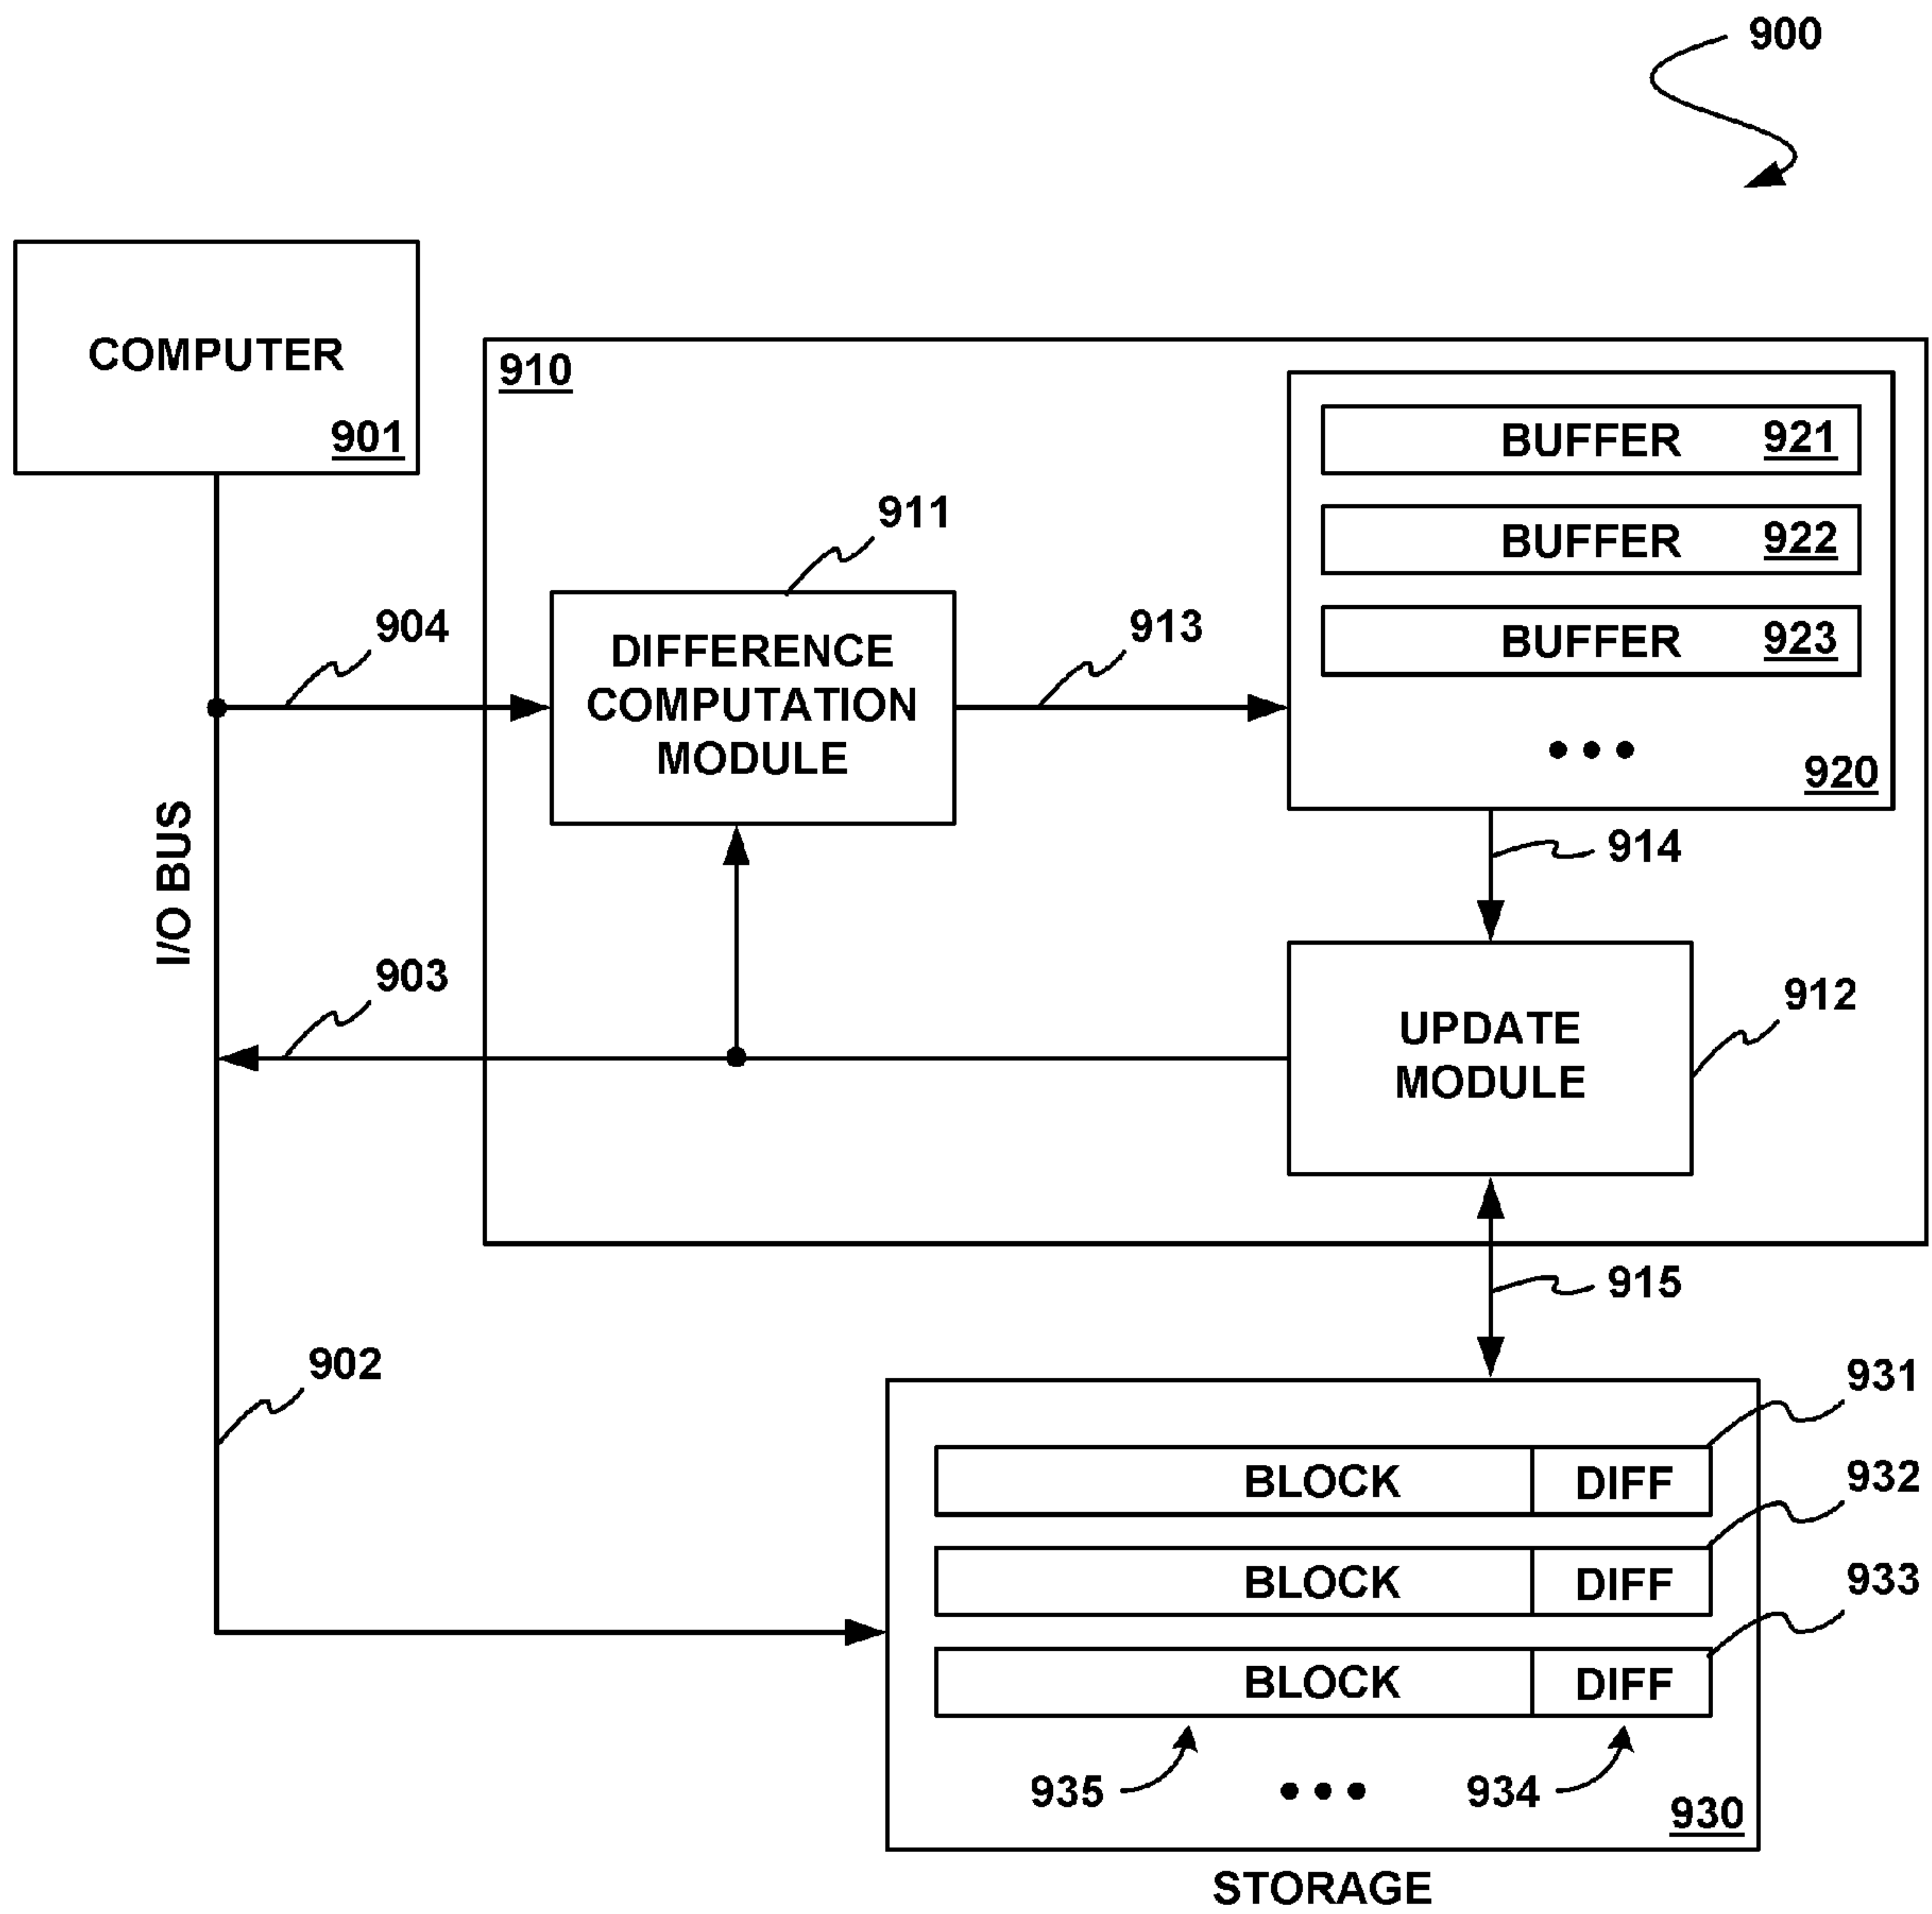 900
COMPUTER
901
910
BUFFER 921
BUFFER 922
BUFFER 923
920
911
904
DIFFERENCE
COMPUTATION
MODULE
913
914
I/O BUS
903
UPDATE
MODULE
912
915
902
931
BLOCK DIFF
932
BLOCK DIFF
933
BLOCK DIFF
935
934
930
STORAGE